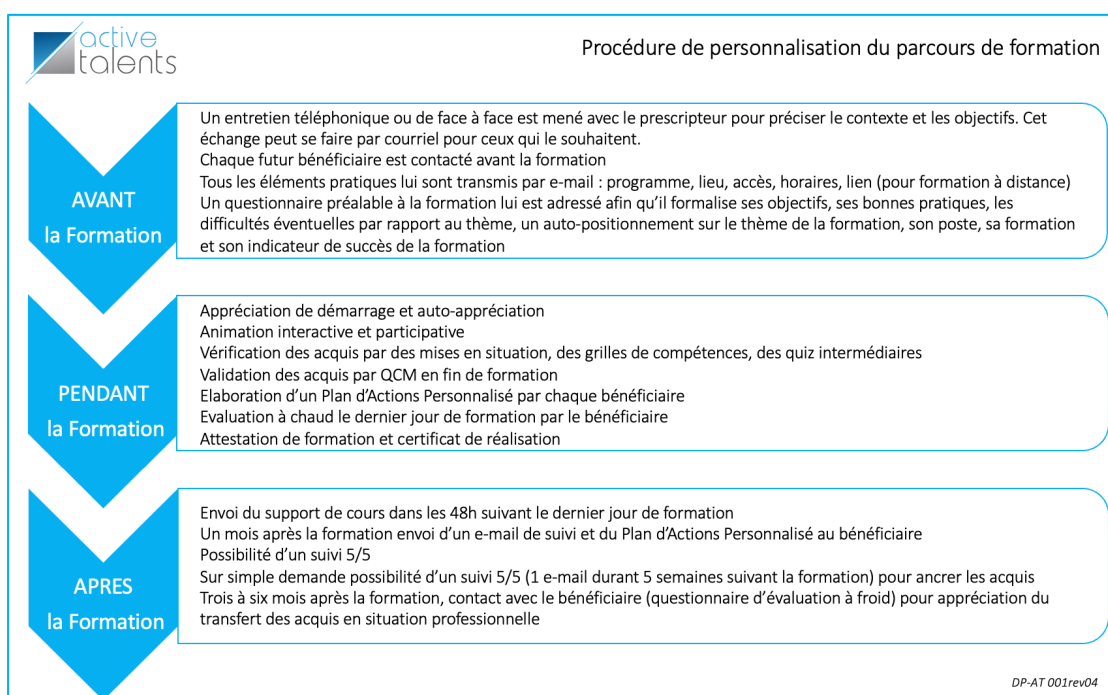 active
talents
Procédure de personnalisation du parcours de formation
AVANT
la Formation
Un entretien téléphonique ou de face à face est mené avec le prescripteur pour préciser le contexte et les objectifs. Cet
échange peut se faire par courriel pour ceux qui le souhaitent.
Chaque futur bénéficiaire est contacté avant la formation
Tous les éléments pratiques lui sont transmis par e-mail : programme, lieu, accès, horaires, lien (pour formation à distance)
Un questionnaire préalable à la formation lui est adressé afin qu'il formalise ses objectifs, ses bonnes pratiques, les
difficultés éventuelles par rapport au thème, un auto-positionnement sur le thème de la formation, son poste, sa formation
et son indicateur de succès de la formation
PENDANT
la Formation
Appréciation de démarrage et auto-appréciation
Animation interactive et participative
Vérification des acquis par des mises en situation, des grilles de compétences, des quiz intermédiaires
Validation des acquis par QCM en fin de formation
Elaboration d'un Plan d'Actions Personnalisé par chaque bénéficiaire
Evaluation à chaud le dernier jour de formation par le bénéficiaire
Attestation de formation et certificat de réalisation
APRES
la Formation
Envoi du support de cours dans les 48h suivant le dernier jour de formation
Un mois après la formation envoi d'un e-mail de suivi et du Plan d'Actions Personnalisé au bénéficiaire
Possibilité d'un suivi 5/5
Sur simple demande possibilité d'un suivi 5/5 (1 e-mail durant 5 semaines suivant la formation) pour ancrer les acquis
Trois à six mois après la formation, contact avec le bénéficiaire (questionnaire d'évaluation à froid) pour appréciation du
transfert des acquis en situation professionnelle
DP-AT 001rev04